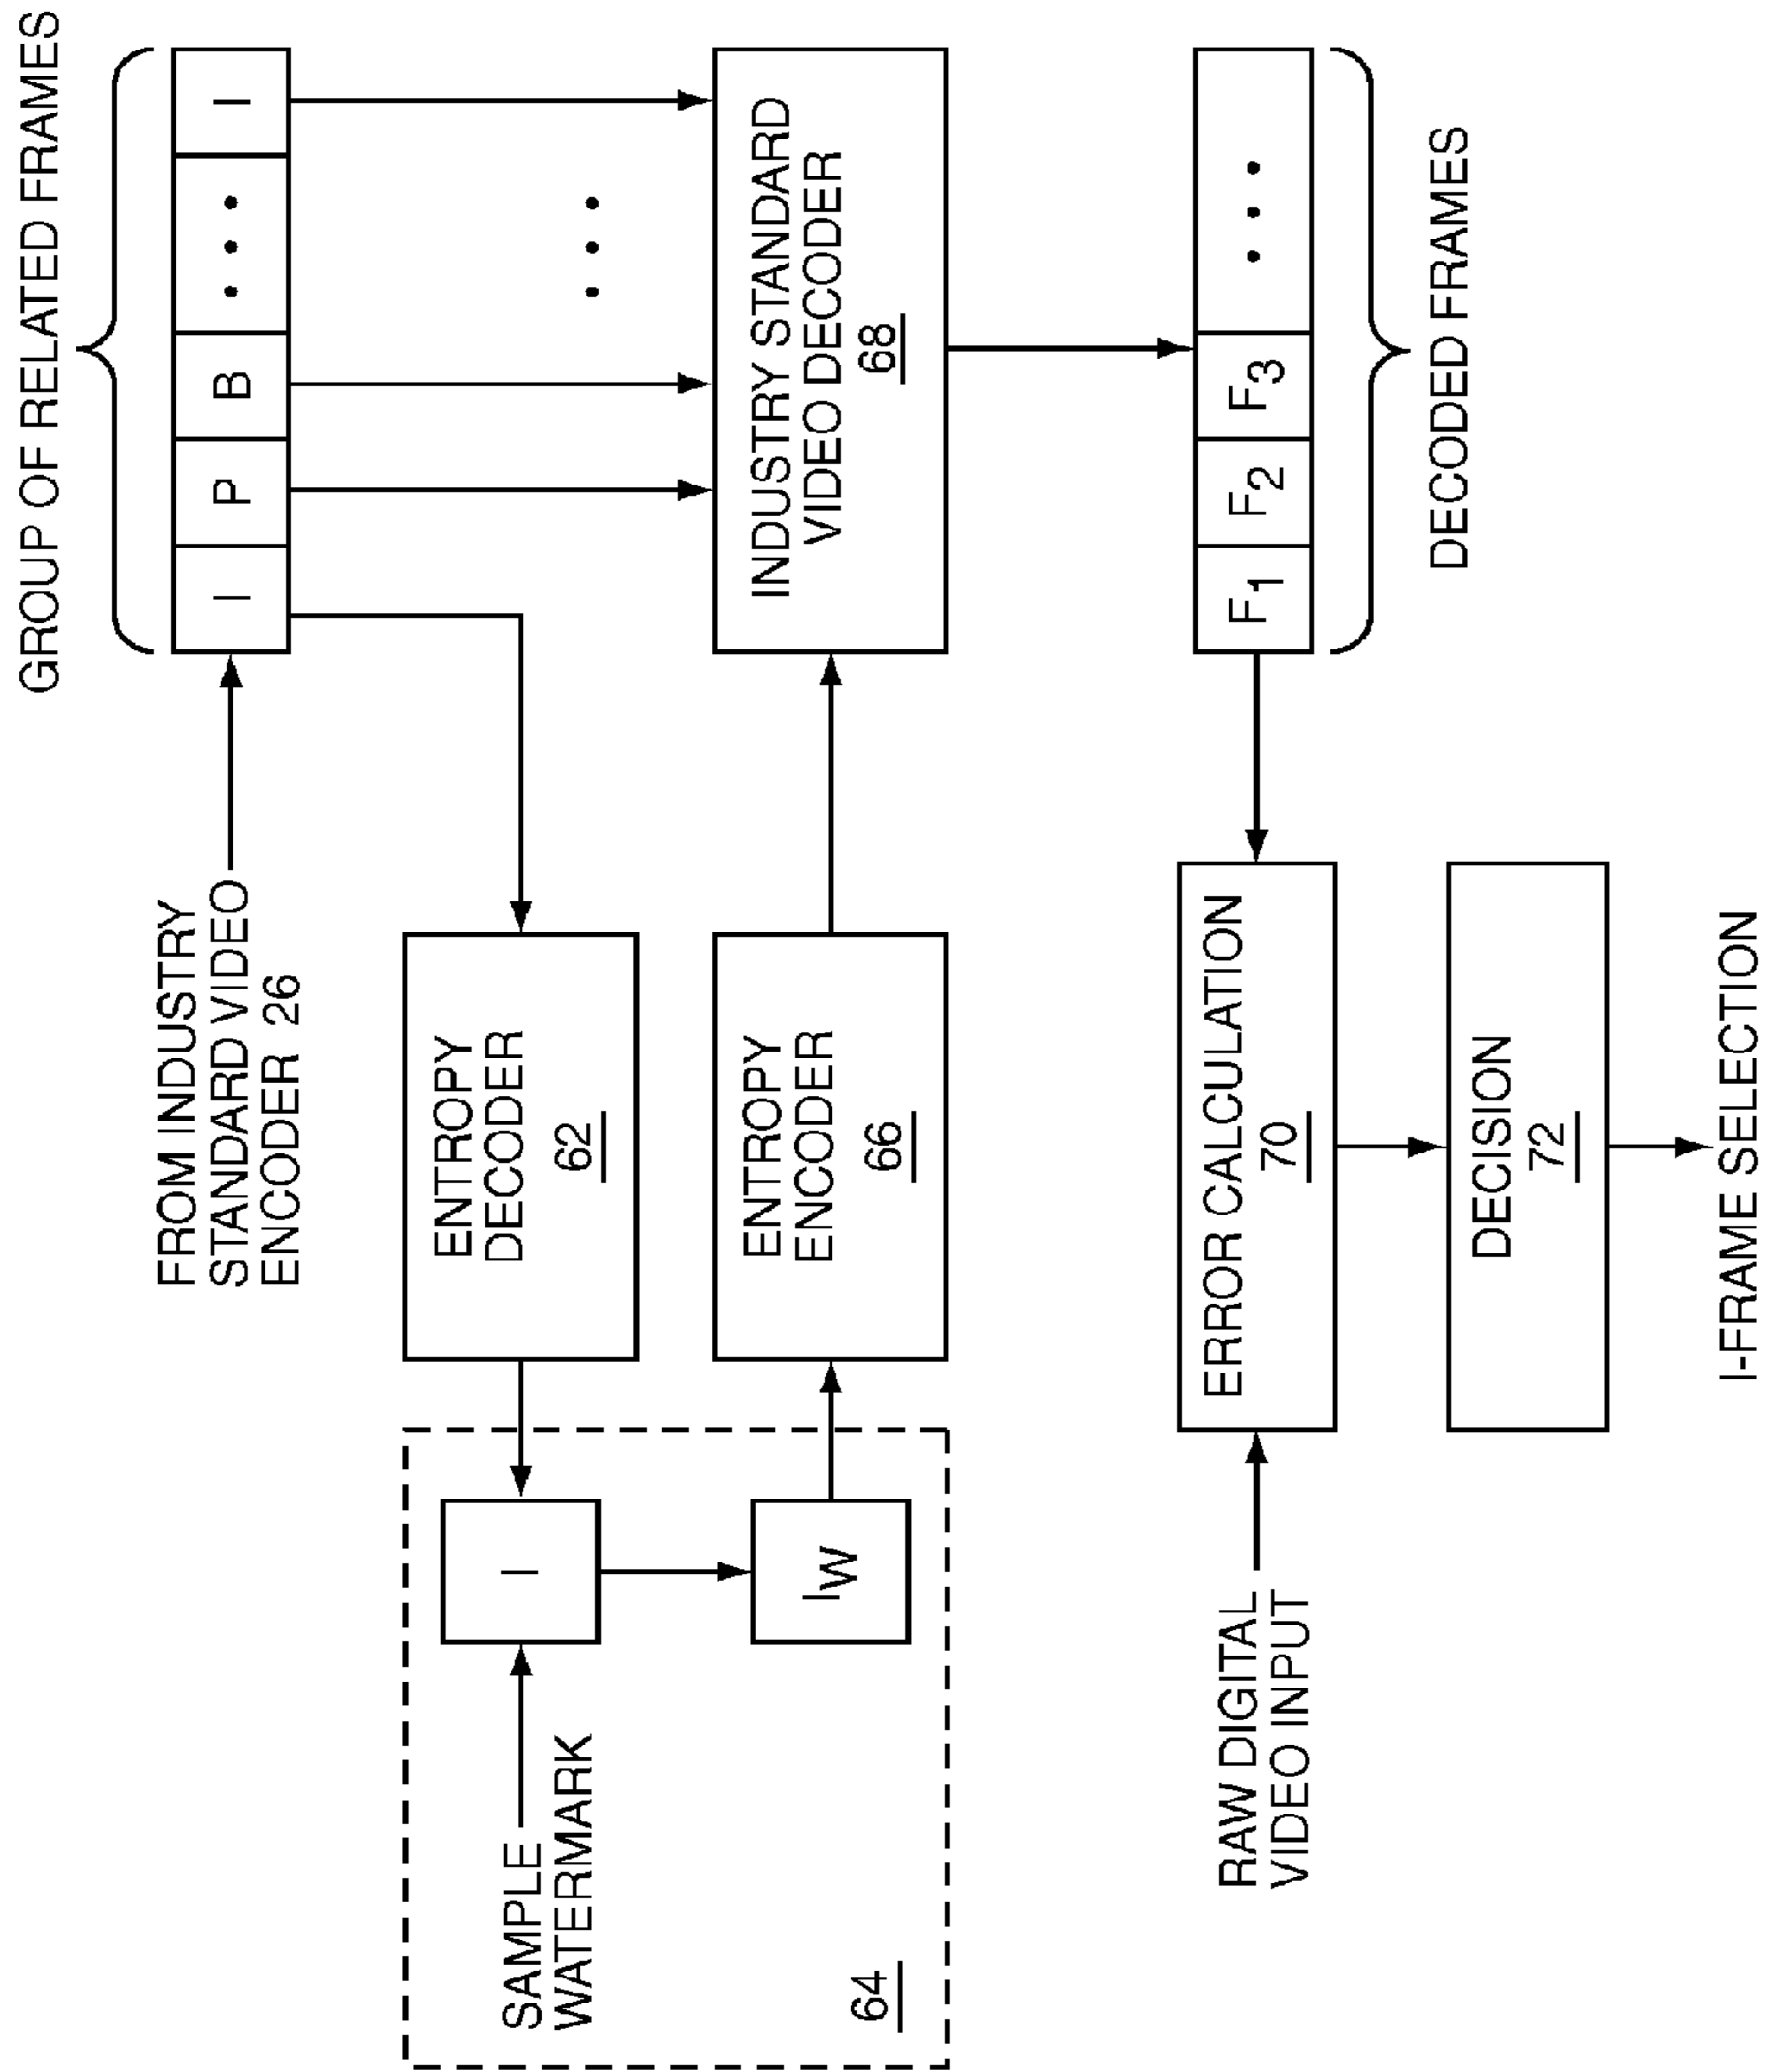 GROUP OF RELATED FRAMES
FROM INDUSTRY
STANDARD VIDEO
ENCODER 26
I P B • • • I
ENTROPY
DECODER
62
• • •
SAMPLE
WATERMARK
I
I_W
64
ENTROPY
ENCODER
66
INDUSTRY STANDARD
VIDEO DECODER
68
RAW DIGITAL
VIDEO INPUT
ERROR CALCULATION
70
F1 F2 F3 • • •
DECODED FRAMES
DECISION
72
I-FRAME SELECTION